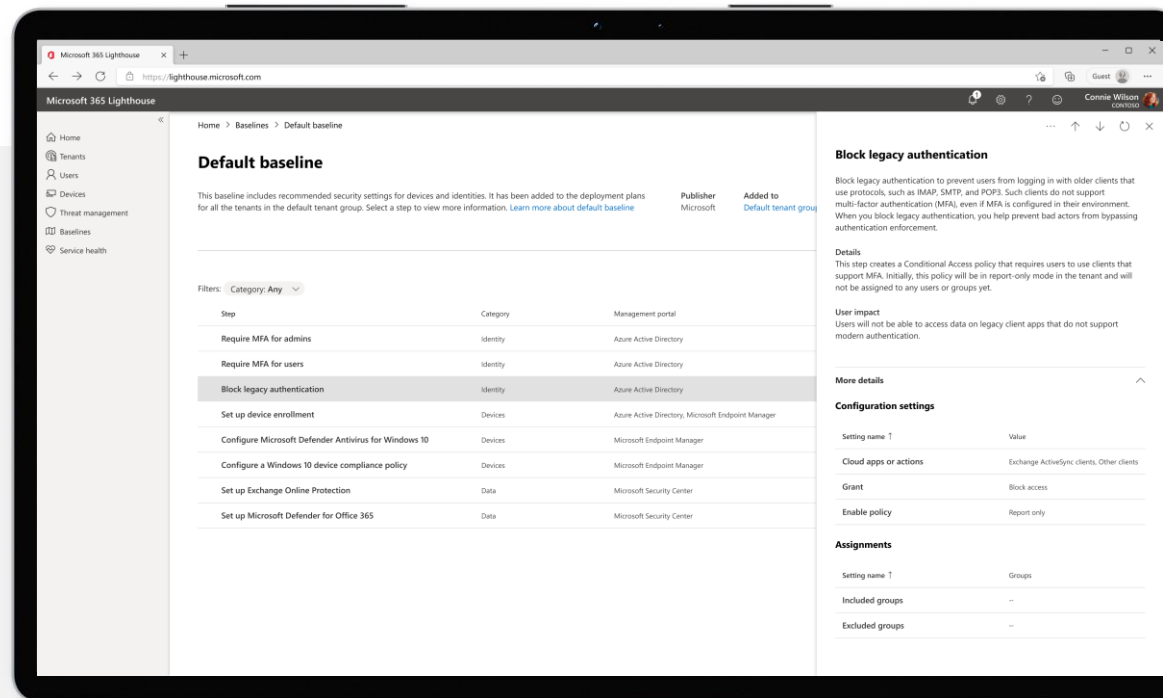 Microsoft 365 Lighthouse
https://lighthouse.microsoft.com
Guest
Microsoft 365 Lighthouse
1
Connie Wilson
CONTOSO
Home
Tenants
Users
Devices
Threat management
Baselines
Service health
Home > Baselines > Default baseline
Default baseline
This baseline includes recommended security settings for devices and identities. It has been added to the deployment plans
for all the tenants in the default tenant group. Select a step to view more information. Learn more about default baseline
Publisher
Microsoft
Added to
Default tenant group
Filters: Category: Any
Step Category Management portal
Require MFA for admins Identity Azure Active Directory
Require MFA for users Identity Azure Active Directory
Block legacy authentication Identity Azure Active Directory
Set up device enrollment Devices Azure Active Directory, Microsoft Endpoint Manager
Configure Microsoft Defender Antivirus for Windows 10 Devices Microsoft Endpoint Manager
Configure a Windows 10 device compliance policy Devices Microsoft Endpoint Manager
Set up Exchange Online Protection Data Microsoft Security Center
Set up Microsoft Defender for Office 365 Data Microsoft Security Center
Block legacy authentication
Block legacy authentication to prevent users from logging in with older clients that
use protocols, such as IMAP, SMTP, and POP3. Such clients do not support
multi-factor authentication (MFA), even if MFA is configured in their environment.
When you block legacy authentication, you help prevent bad actors from bypassing
authentication enforcement.
Details
This step creates a Conditional Access policy that requires users to use clients that
support MFA. Initially, this policy will be in report-only mode in the tenant and will
not be assigned to any users or groups yet.
User impact
Users will not be able to access data on legacy client apps that do not support
modern authentication.
More details
Configuration settings
Setting name ↑ Value
Cloud apps or actions Exchange ActiveSync clients, Other clients
Grant Block access
Enable policy Report only
Assignments
Setting name ↑ Groups
Included groups --
Excluded groups --